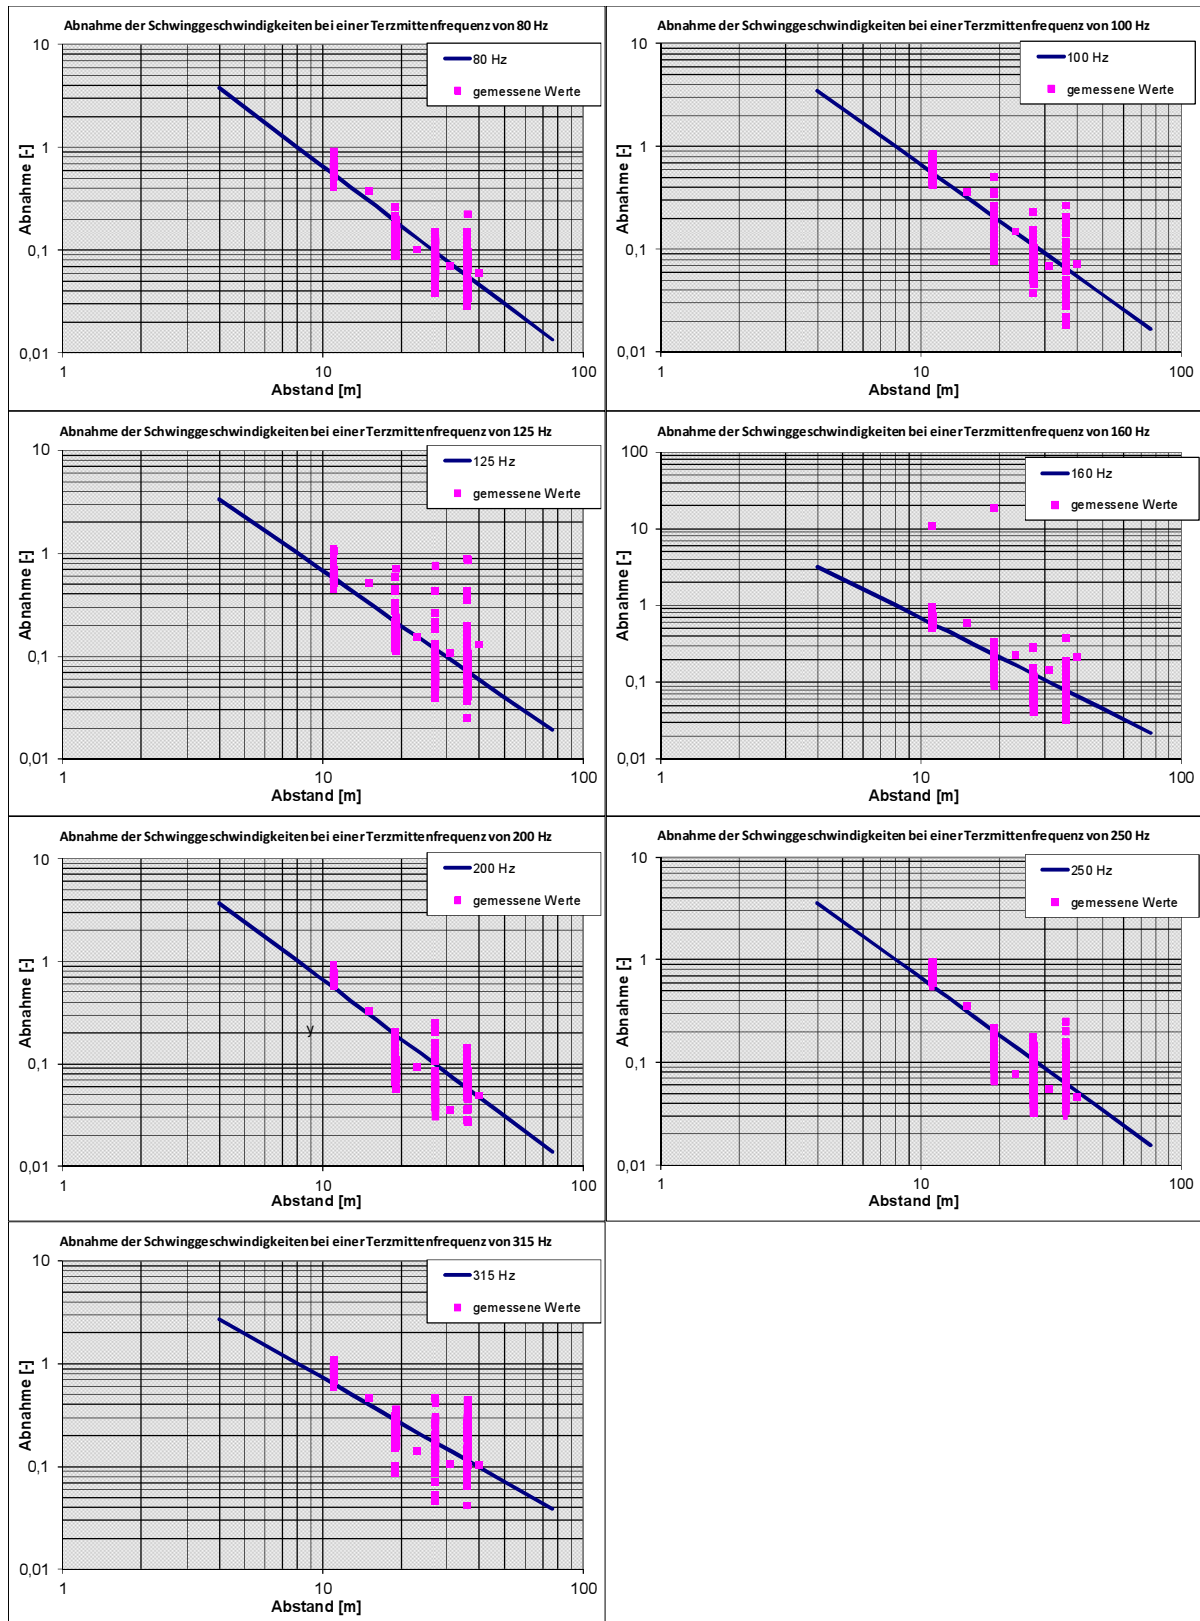 Abnahme der Schwinggeschwindigkeiten bei einer Terzmittenfrequenz von 80 Hz
80 Hz
gemessene Werte
Abnahme [-]
10
1
0,1
0,01
1
10
100
Abstand [m]
Abnahme der Schwinggeschwindigkeiten bei einer Terzmittenfrequenz von 100 Hz
100 Hz
gemessene Werte
Abnahme [-]
10
1
0,1
0,01
1
10
100
Abstand [m]
Abnahme der Schwinggeschwindigkeiten bei einer Terzmittenfrequenz von 125 Hz
125 Hz
gemessene Werte
Abnahme [-]
10
1
0,1
0,01
1
10
100
Abstand [m]
Abnahme der Schwinggeschwindigkeiten bei einer Terzmittenfrequenz von 160 Hz
160 Hz
gemessene Werte
Abnahme [-]
100
10
1
0,1
0,01
1
10
100
Abstand [m]
Abnahme der Schwinggeschwindigkeiten bei einer Terzmittenfrequenz von 200 Hz
200 Hz
gemessene Werte
Abnahme [-]
10
1
y
0,1
0,01
1
10
100
Abstand [m]
Abnahme der Schwinggeschwindigkeiten bei einer Terzmittenfrequenz von 250 Hz
250 Hz
gemessene Werte
Abnahme [-]
10
1
0,1
0,01
1
10
100
Abstand [m]
Abnahme der Schwinggeschwindigkeiten bei einer Terzmittenfrequenz von 315 Hz
315 Hz
gemessene Werte
Abnahme [-]
10
1
0,1
0,01
1
10
100
Abstand [m]